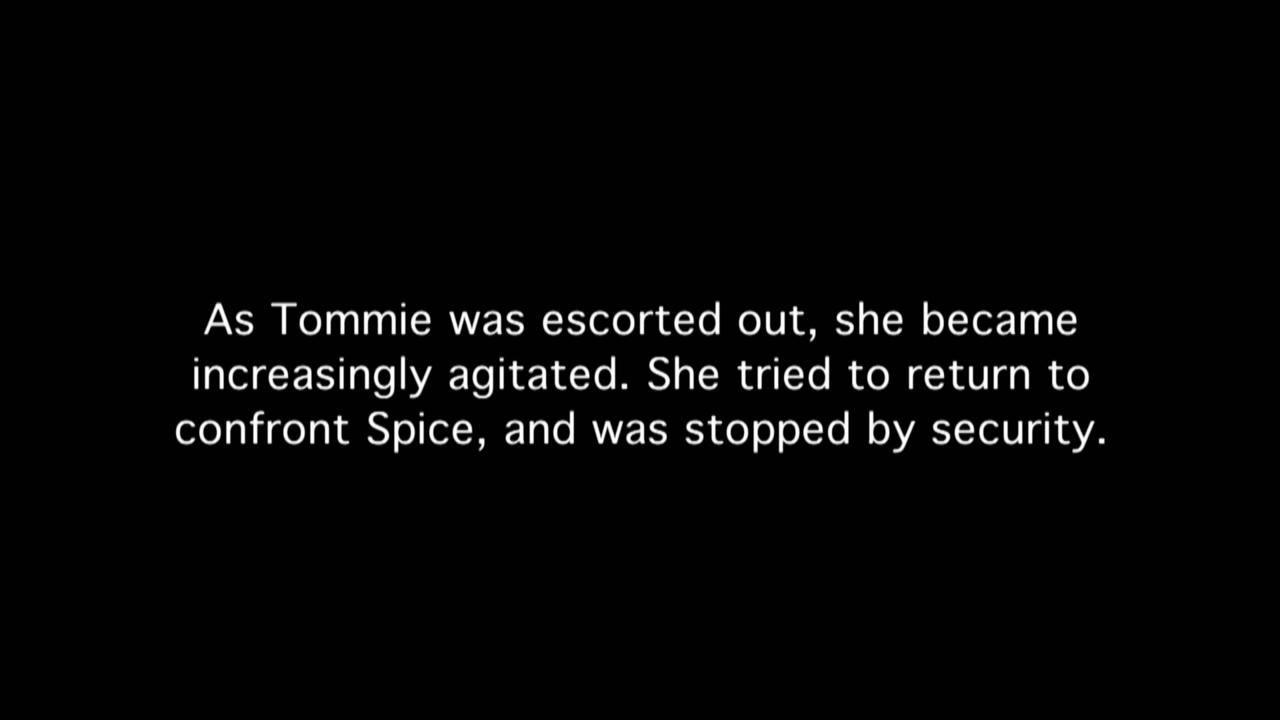 As Tommie was escorted out, she became
increasingly agitated. She tried to return to
confront Spice, and was stopped by security.